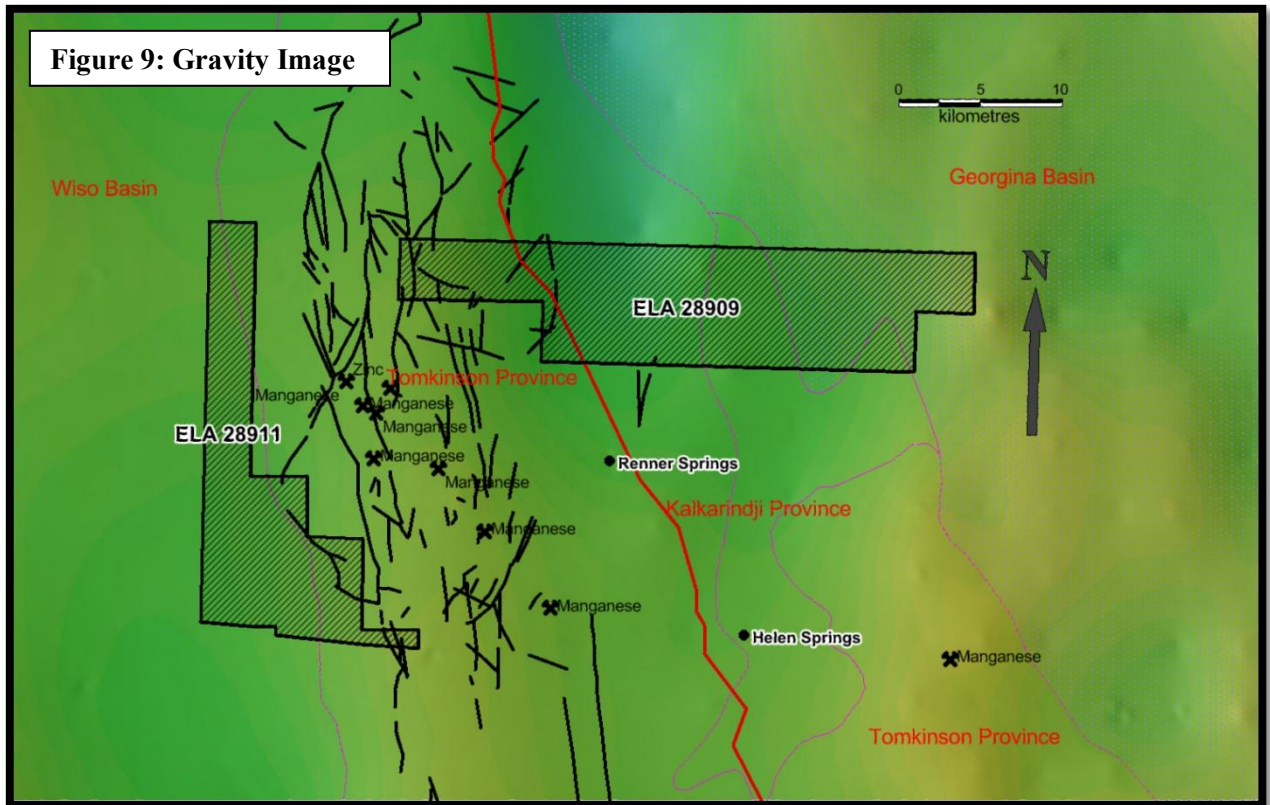 Figure 9: Gravity Image
0 5 10
kilometres
Wiso Basin
Georgina Basin
N
ELA 28909
Zinc
Tomkinson Province
Manganese
Manganese
Manganese
ELA 28911
Manganese
Renner Springs
Manganese
Kalkarindji Province
Manganese
Manganese
Helen Springs
Manganese
Tomkinson Province